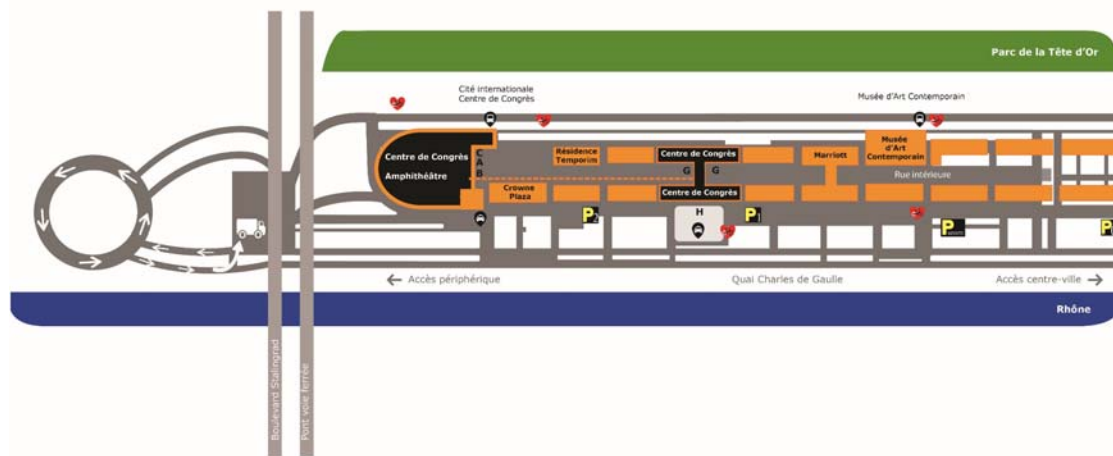 Parc de la Tête d'Or
Cité internationale
Centre de Congrès
Musée d'Art Contemporain
Centre de Congrès
Amphithéâtre
C
A
B
Résidence
Temporim
Centre de Congrès
G
G
Centre de Congrès
Marriott
Musée
d'Art
Contemporain
Rue intérieure
Crowne
Plaza
P2
H
P1
P
P
← Accès périphérique
Quai Charles de Gaulle
Accès centre-ville →
Rhône
Boulevard Stalingrad
Pont voie ferrée